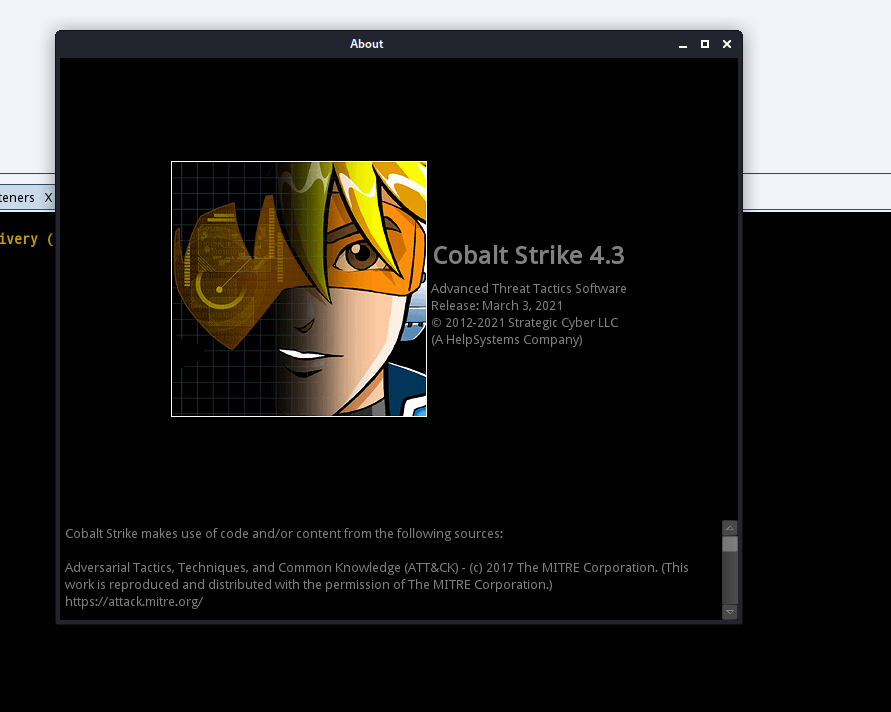 About
teners X
ivery (
Cobalt Strike 4.3
Advanced Threat Tactics Software
Release: March 3, 2021
© 2012-2021 Strategic Cyber LLC
(A HelpSystems Company)
Cobalt Strike makes use of code and/or content from the following sources:
Adversarial Tactics, Techniques, and Common Knowledge (ATT&CK) - (c) 2017 The MITRE Corporation. (This
work is reproduced and distributed with the permission of The MITRE Corporation.)
https://attack.mitre.org/